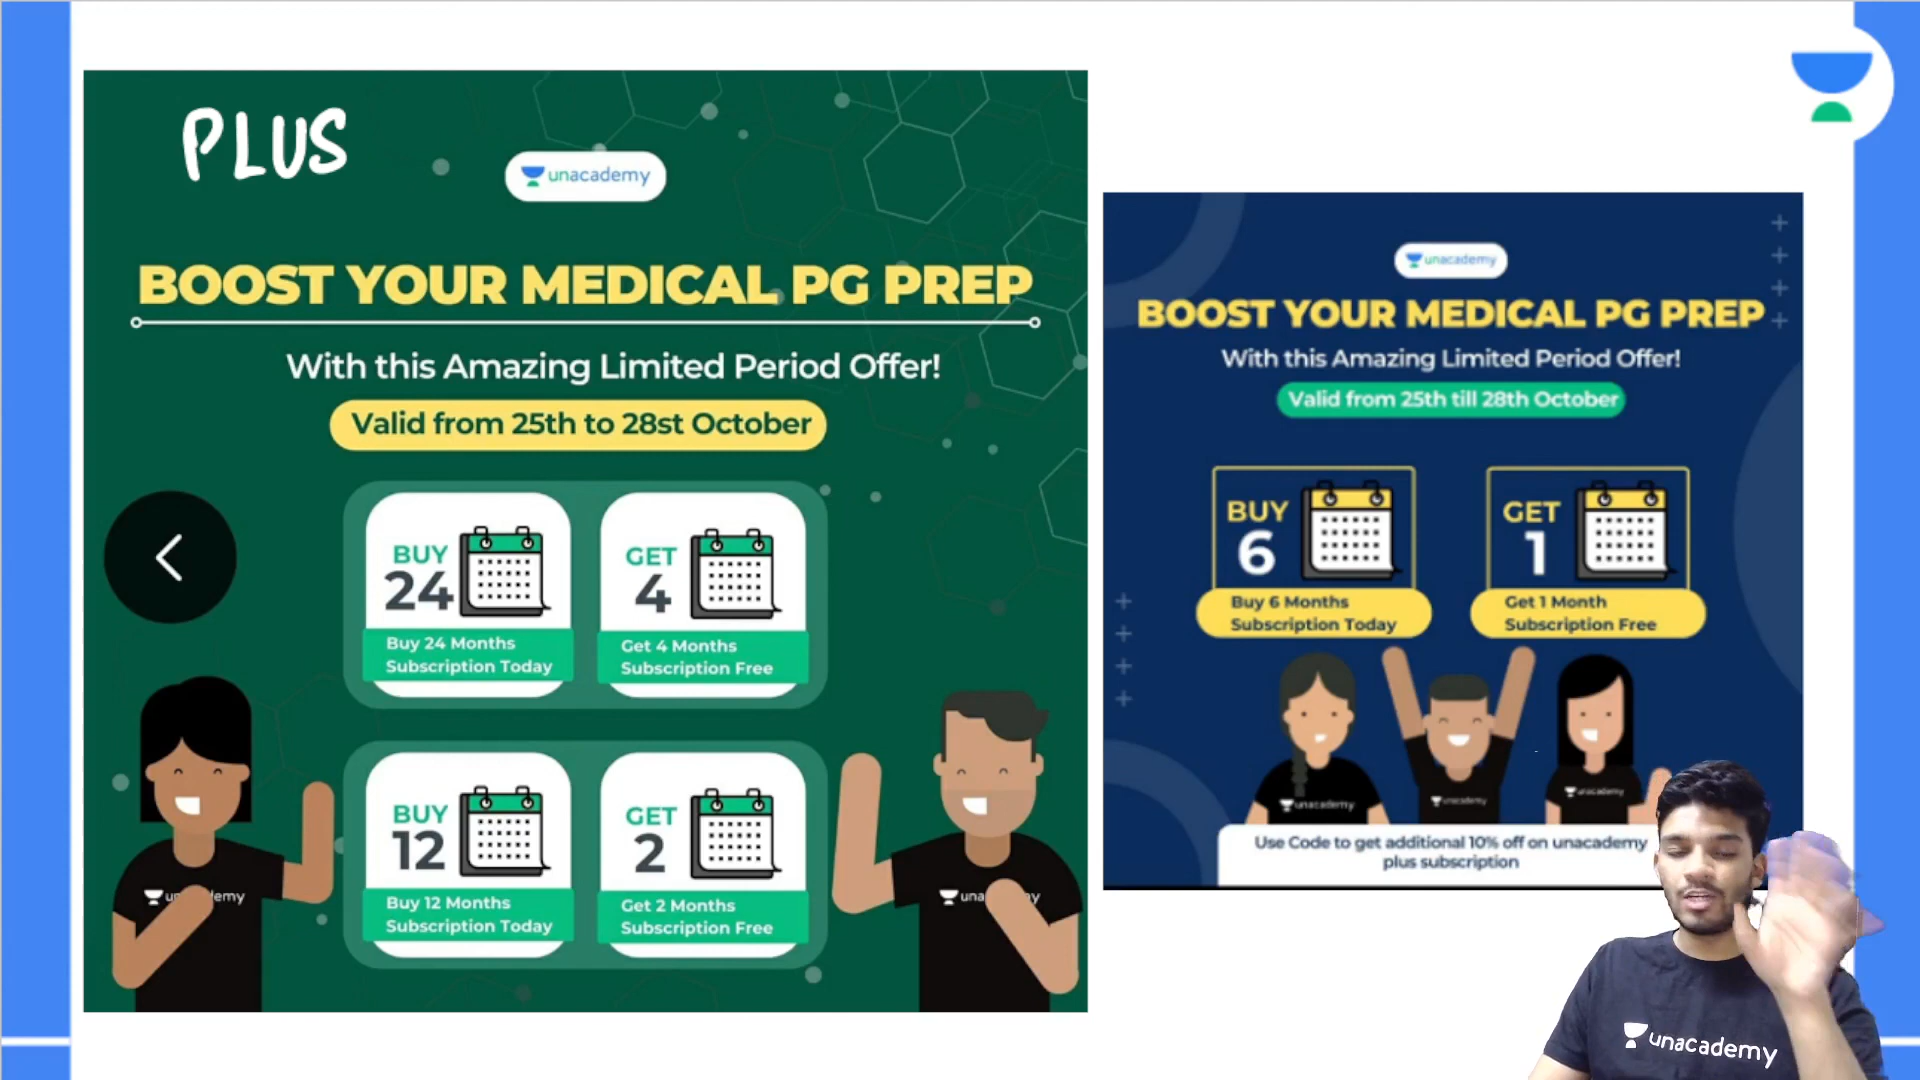 PLUS
unacademy
BOOST YOUR MEDICAL PG PREP
With this Amazing Limited Period Offer!
Valid from 25th to 28st October
BUY
24
GET
4
Buy 24 Months
Subscription Today
Get 4 Months
Subscription Free
BUY
12
GET
2
Buy 12 Months
Subscription Today
Get 2 Months
Subscription Free
unacademy
BOOST YOUR MEDICAL PG PREP
With this Amazing Limited Period Offer!
Valid from 25th till 28th October
BUY
6
GET
1
Buy 6 Months
Subscription Today
Get 1 Month
Subscription Free
unacademy
unacademy
unacademy
Use Code to get additional 10% off on unacademy
plus subscription
unacademy